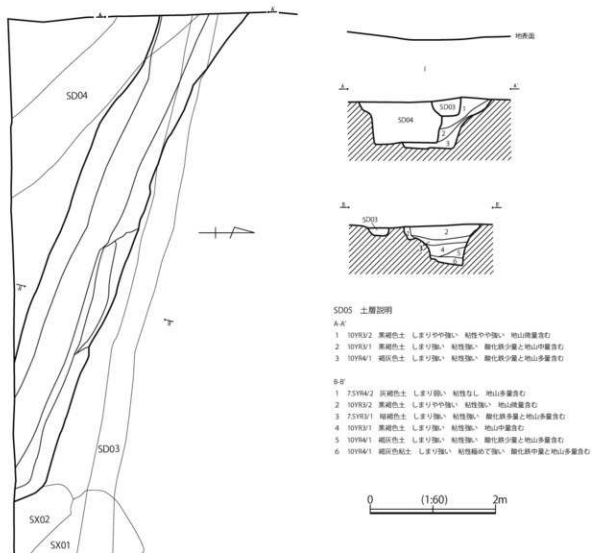 A
A'
地表面
SD04
I
A
A'
SD03
1
SD04
2
3
B
B'
SD03
1
2
3
4
5
6
B
B'
SD05 土層説明
A-A'
1 10YR3/2 黒褐色土 しまりやや強い 粘性やや強い 地山微量含む
2 10YR3/1 黒褐色土 しまり強い 粘性強い 酸化鉄少量と地山中量含む
3 10YR4/1 褐灰色土 しまり強い 粘性強い 酸化鉄少量と地山多量含む
B-B'
1 7.5YR4/2 灰褐色土 しまり弱い 粘性なし 地山多量含む
2 10YR3/2 黒褐色土 しまりやや強い 粘性強い 地山微量含む
3 7.5YR3/1 暗褐色土 しまり強い 粘性強い 酸化鉄多量と地山多量含む
4 10YR3/1 黒褐色土 しまり強い 粘性強い 地山中量含む
5 10YR4/1 褐灰色土 しまり強い 粘性強い 酸化鉄少量と地山多量含む
6 10YR4/1 褐灰色粘土 しまり強い 粘性極めて強い 酸化鉄中量と地山多量含む
SD03
SX02
SX01
0 (1:60) 2m